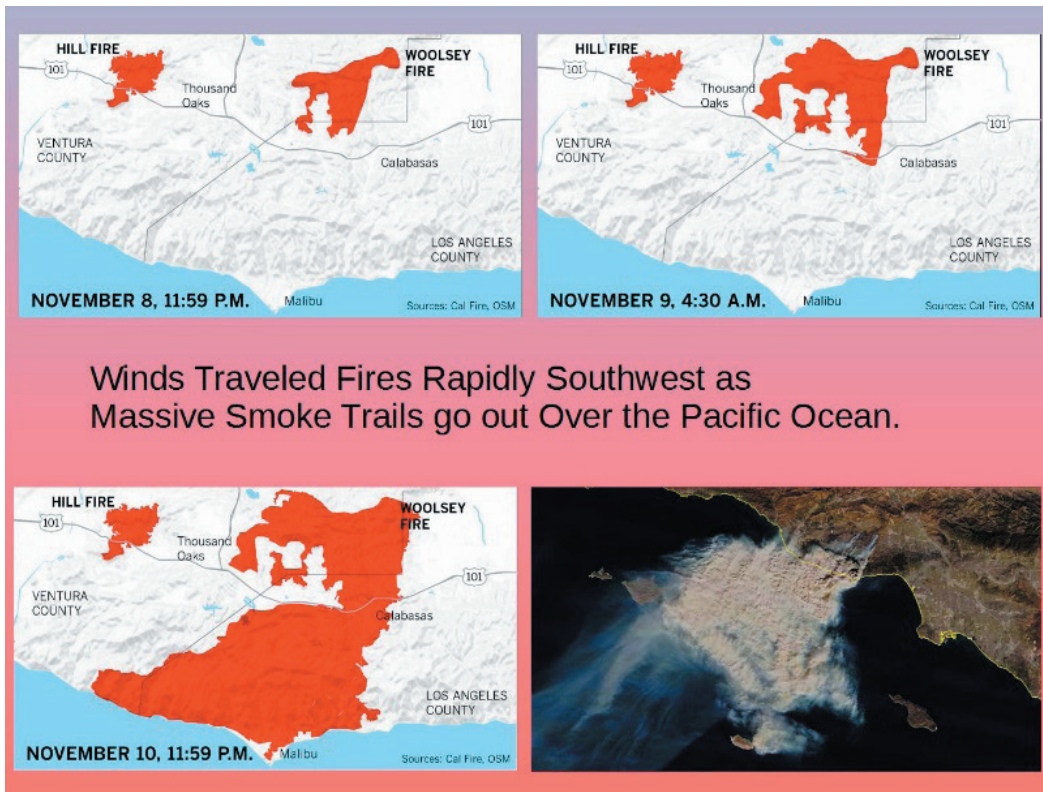 HILL FIRE
101
Thousand
Oaks
VENTURA
COUNTY
WOOLSEY
FIRE
101
Calabasas
LOS ANGELES
COUNTY
NOVEMBER 8, 11:59 P.M.
Malibu
Sources: Cal Fire, OSM
HILL FIRE
101
Thousand
Oaks
VENTURA
COUNTY
WOOLSEY
FIRE
101
Calabasas
LOS ANGELES
COUNTY
NOVEMBER 9, 4:30 A.M.
Malibu
Sources: Cal Fire, OSM
Winds Traveled Fires Rapidly Southwest as
Massive Smoke Trails go out Over the Pacific Ocean.
HILL FIRE
101
Thousand
Oaks
VENTURA
COUNTY
WOOLSEY
FIRE
101
Calabasas
LOS ANGELES
COUNTY
NOVEMBER 10, 11:59 P.M.
Malibu
Sources: Cal Fire, OSM